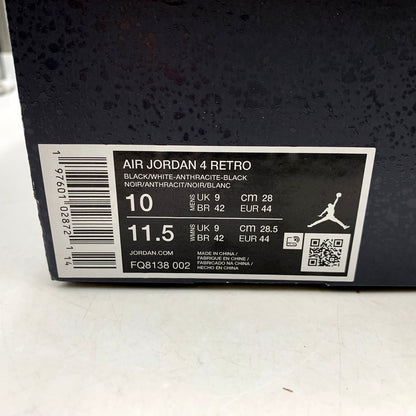 AIR JORDAN 4 RETRO
BLACK/WHITE-ANTHRACITE-BLACK
NOIR/ANTHRACIT/NOIR/BLANC
10 MENS UK 9 cm 28
BR 42 EUR 44
11.5 WMNS UK 9 cm 28.5
BR 42 EUR 44
JORDAN.COM
MADE IN CHINA /
FABRIQUE EN CHINE /
FABRICADO NA CHINA /
HECHO EN CHINA
FQ8138 002
1 97601 02872 14